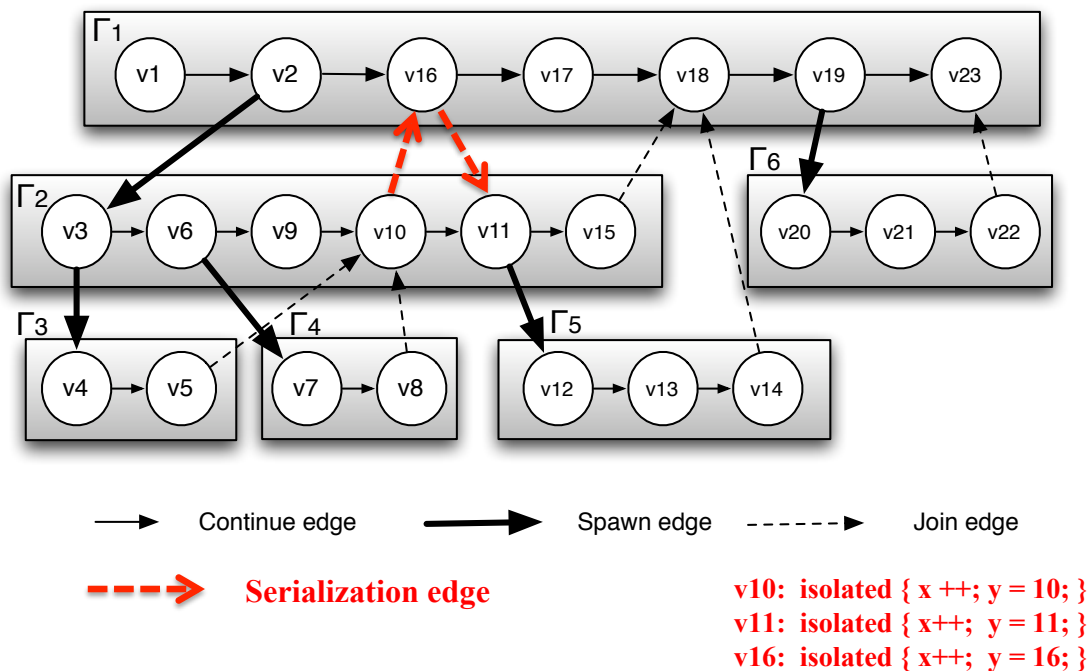 Γ1
v1 v2 v16 v17 v18 v19 v23
Γ2 Γ6
v3 v6 v9 v10 v11 v15 v20 v21 v22
Γ3 Γ4 Γ5
v4 v5 v7 v8 v12 v13 v14
Continue edge Spawn edge Join edge
Serialization edge
v10: isolated { x ++; y = 10; }
v11: isolated { x++; y = 11; }
v16: isolated { x++; y = 16; }